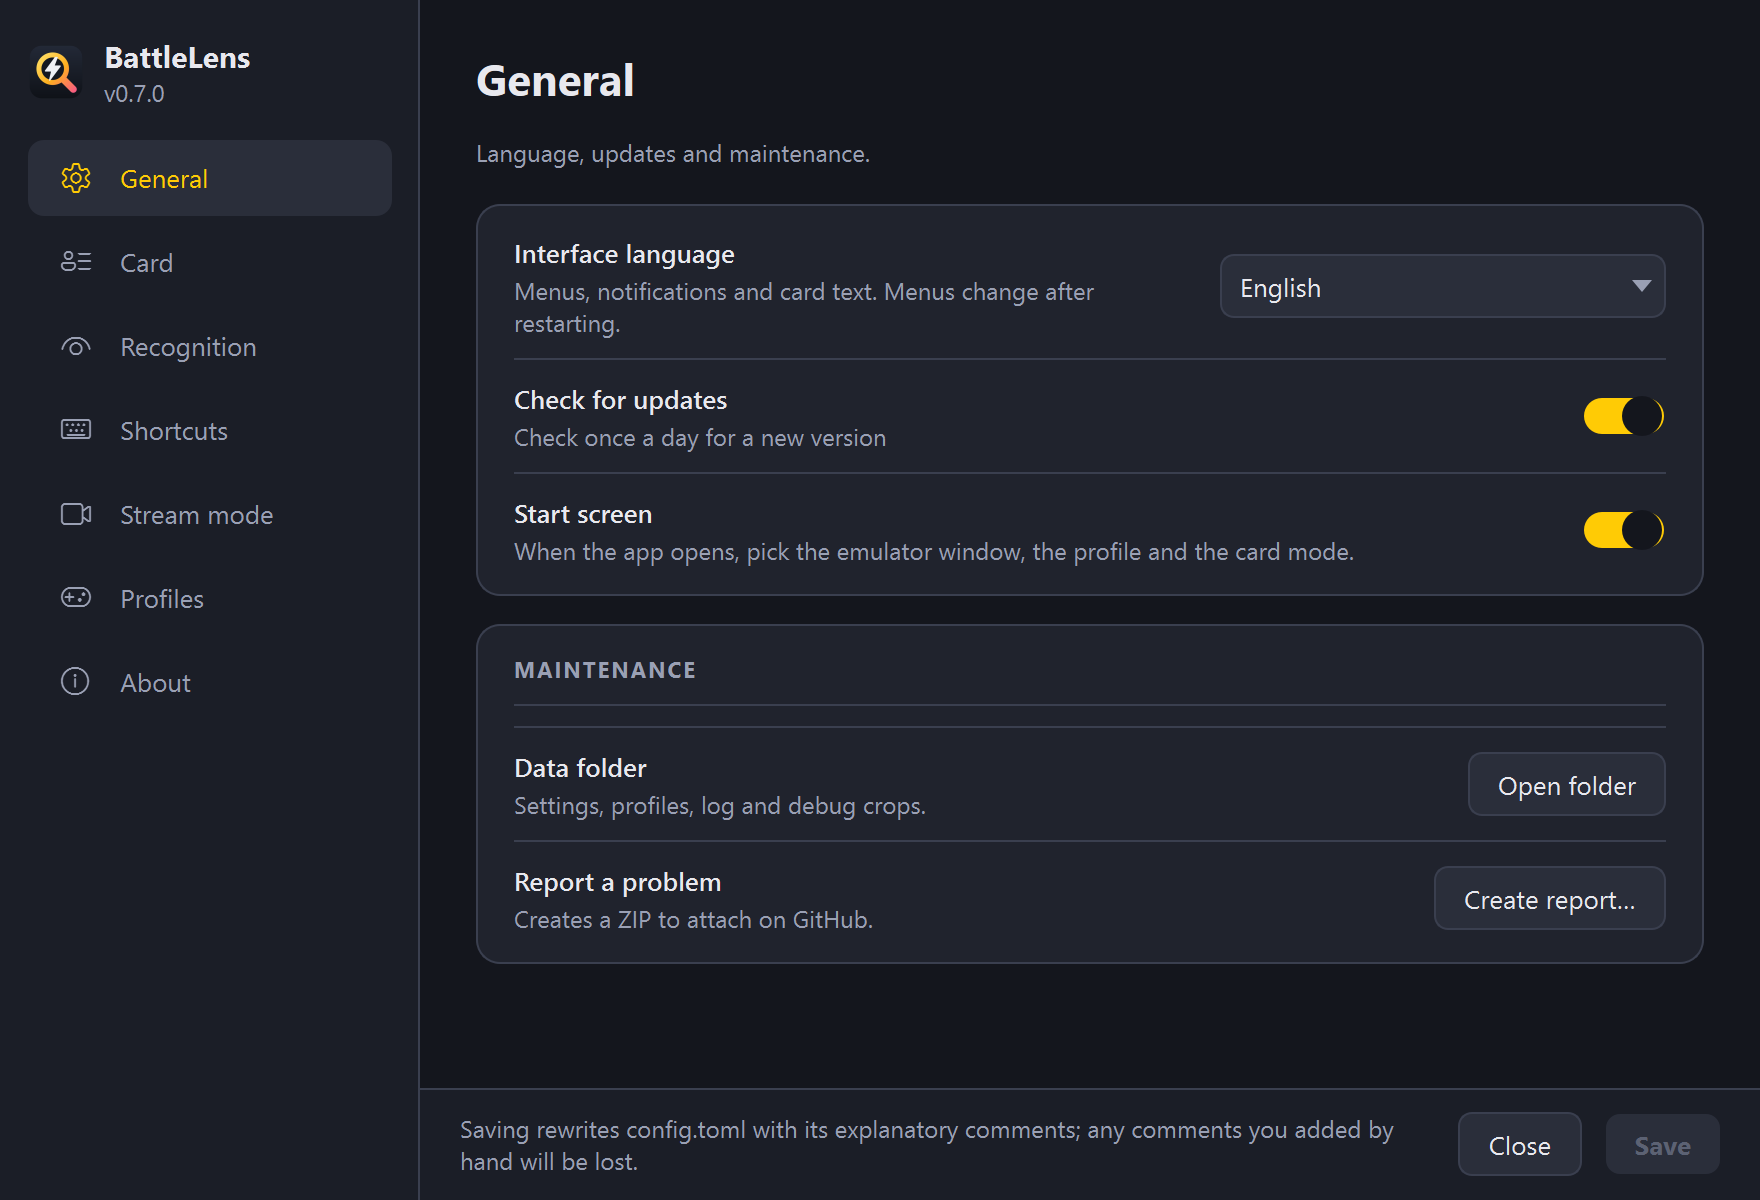 BattleLens
v0.7.0
General
Card
Recognition
Shortcuts
Stream mode
Profiles
About
General
Language, updates and maintenance.
Interface language
Menus, notifications and card text. Menus change after
restarting.
English
Check for updates
Check once a day for a new version
Start screen
When the app opens, pick the emulator window, the profile and the card mode.
MAINTENANCE
Data folder
Settings, profiles, log and debug crops.
Open folder
Report a problem
Creates a ZIP to attach on GitHub.
Create report...
Saving rewrites config.toml with its explanatory comments; any comments you added by
hand will be lost.
Close
Save